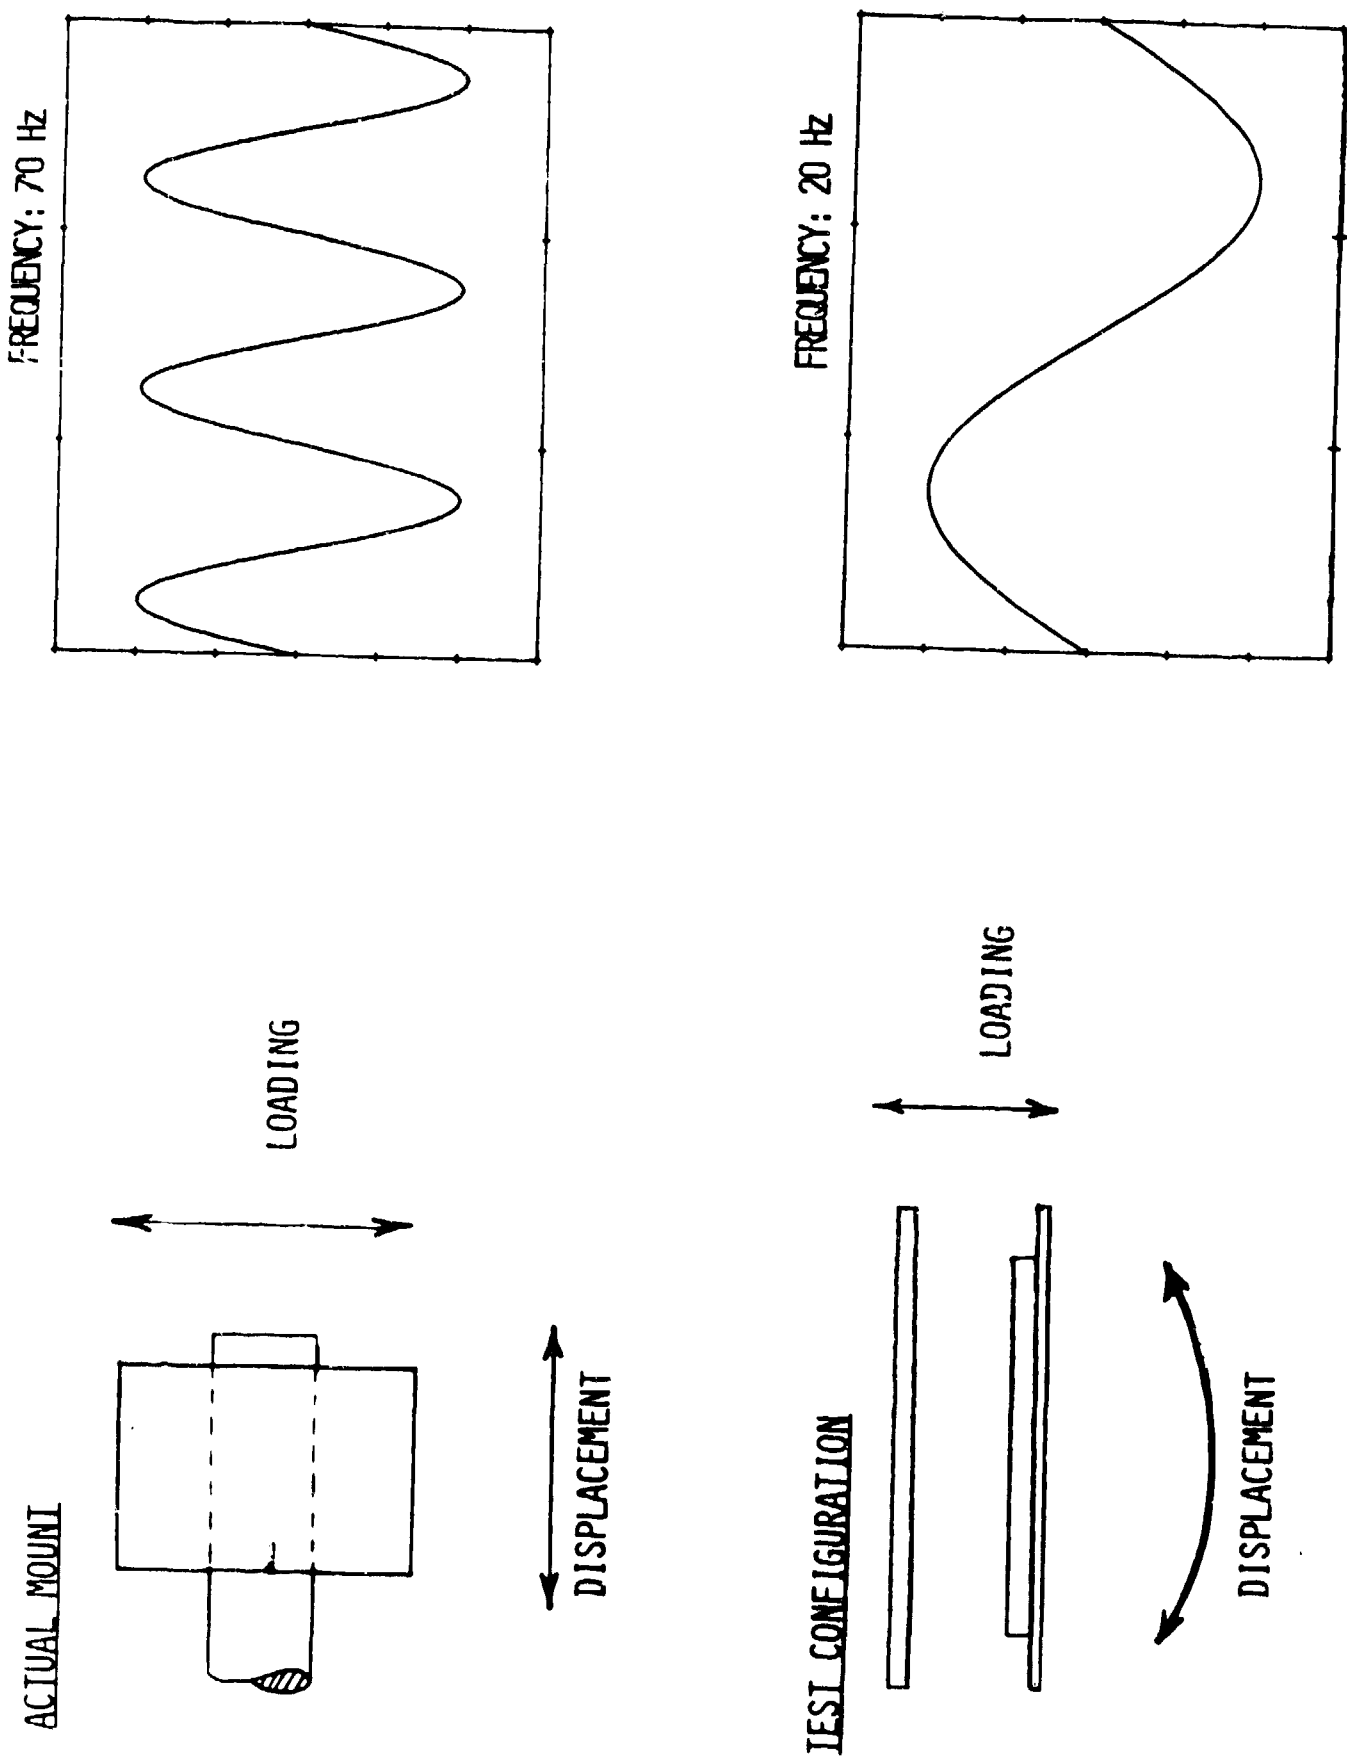 ACTUAL MOUNT
LOADING
DISPLACEMENT
FREQUENCY: 70 Hz
TEST CONFIGURATION
LOADING
DISPLACEMENT
FREQUENCY: 20 Hz